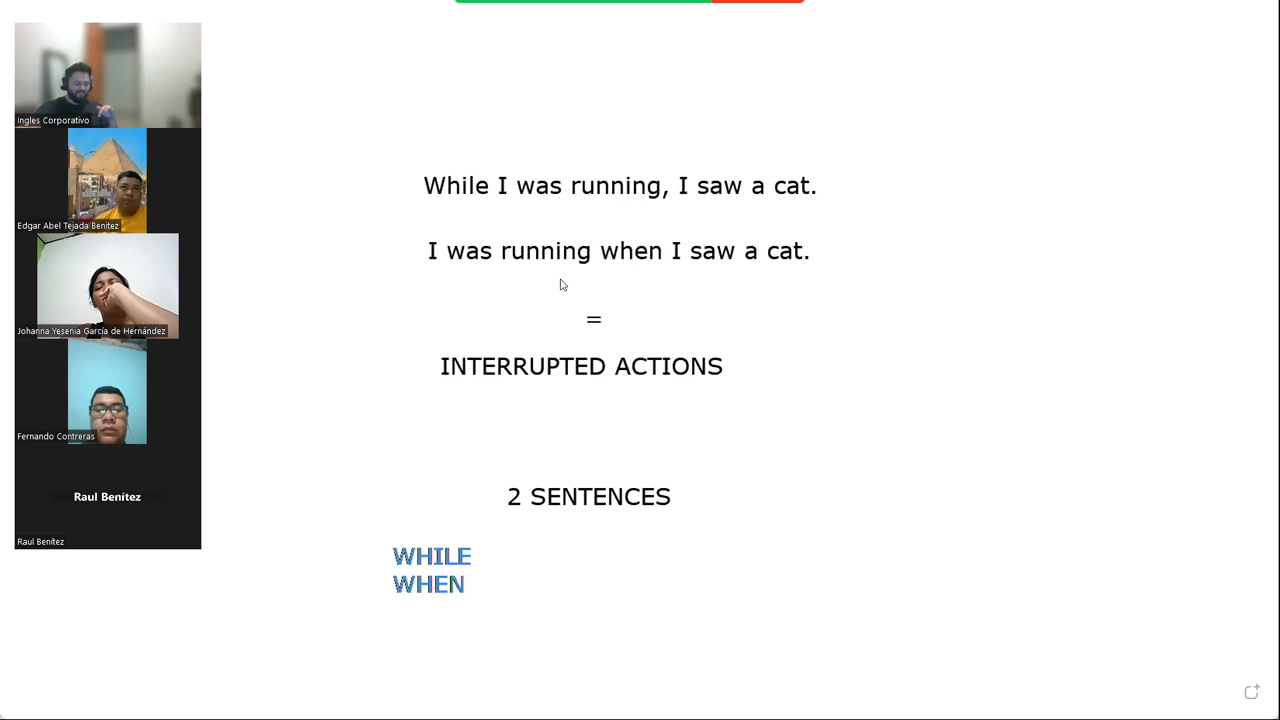 Ingles Corporativo
Edgar Abel Tejada Benitez
Johanna Yesenia García de Hernández
Fernando Contreras
Raul Benítez
Raul Benítez
While I was running, I saw a cat.
I was running when I saw a cat.
=
INTERRUPTED ACTIONS
2 SENTENCES
WHILE
WHEN